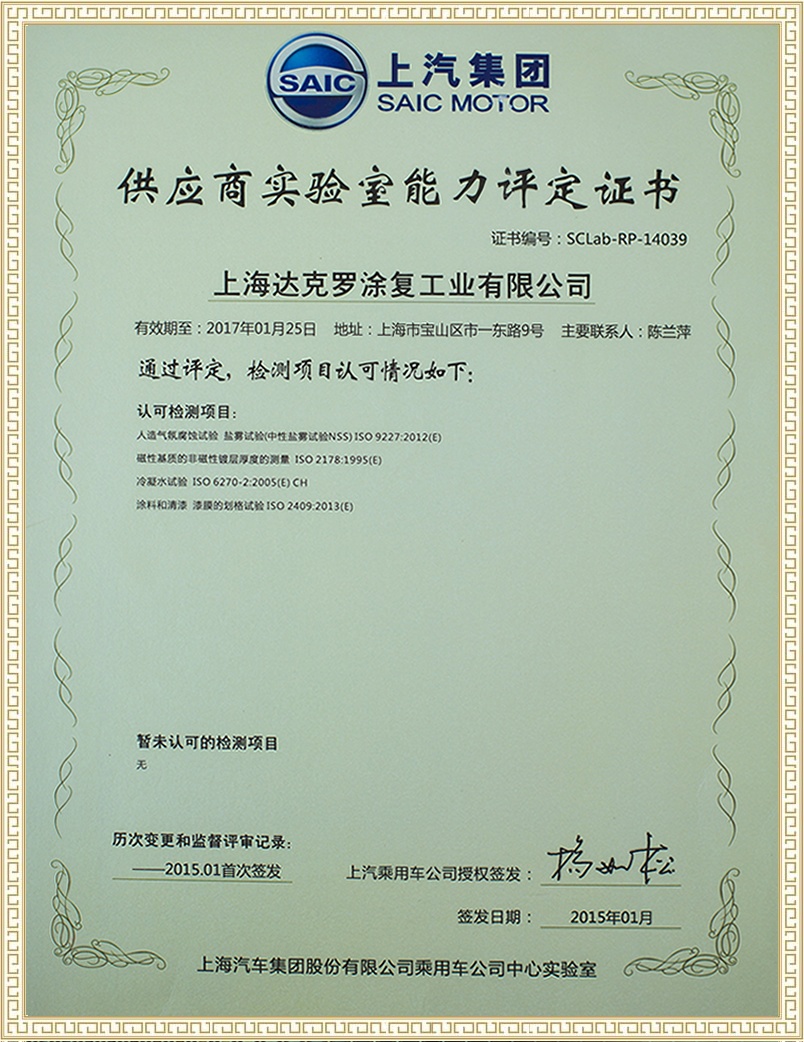 SAIC
上汽集团
SAIC MOTOR
供应商实验室能力评定证书
证书编号：SCLab-RP-14039
上海达克罗涂复工业有限公司
有效期至：2017年01月25日 地址：上海市宝山区市一东路9号 主要联系人：陈兰萍
通过评定，检测项目认可情况如下：
认可检测项目：
人造气氛腐蚀试验 盐雾试验(中性盐雾试验NSS) ISO 9227:2012(E)
磁性基质的非磁性镀层厚度的测量 ISO 2178:1995(E)
冷凝水试验 ISO 6270-2:2005(E) CH
涂料和清漆 漆膜的划格试验 ISO 2409:2013(E)
暂未认可的检测项目
无
历次变更和监督评审记录：
——2015.01首次签发
上汽乘用车公司授权签发：
签发日期： 2015年01月
上海汽车集团股份有限公司乘用车公司中心实验室